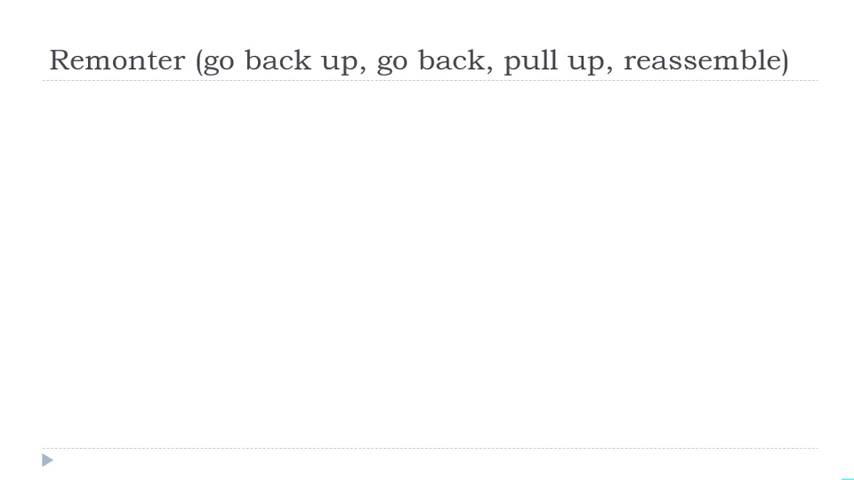 Remonter (go back up, go back, pull up, reassemble)